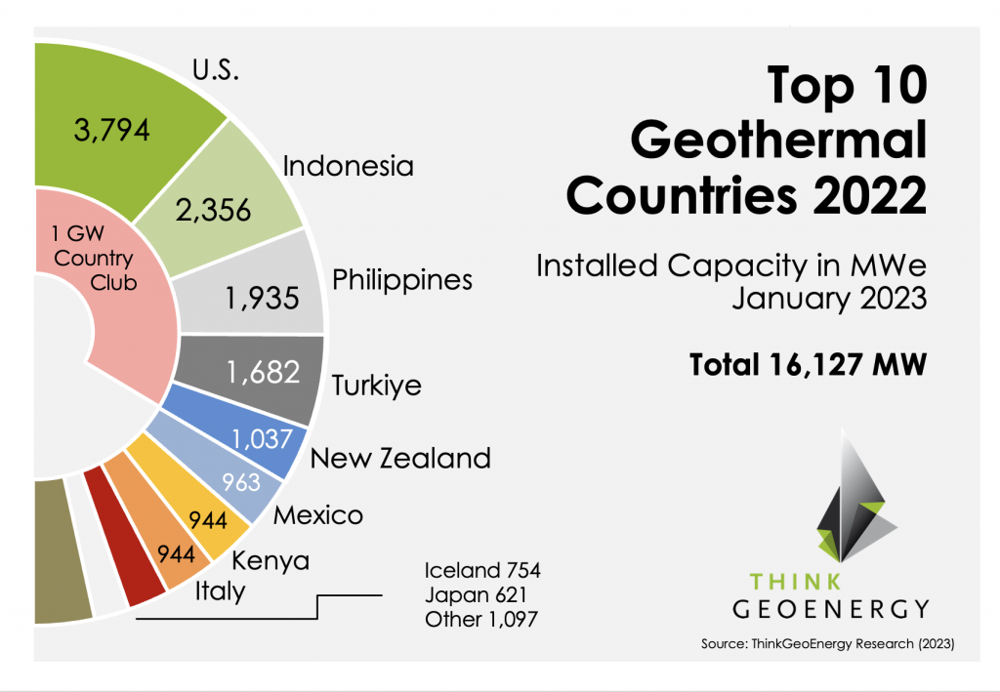 Top 10
Geothermal
Countries 2022
Installed Capacity in MWe
January 2023
Total 16,127 MW
U.S.
3,794
Indonesia
2,356
1 GW
Country
Club
Philippines
1,935
Turkiye
1,682
New Zealand
1,037
Mexico
963
Kenya
944
Italy
944
Iceland 754
Japan 621
Other 1,097
THINK
GEOENERGY
Source: ThinkGeoEnergy Research (2023)